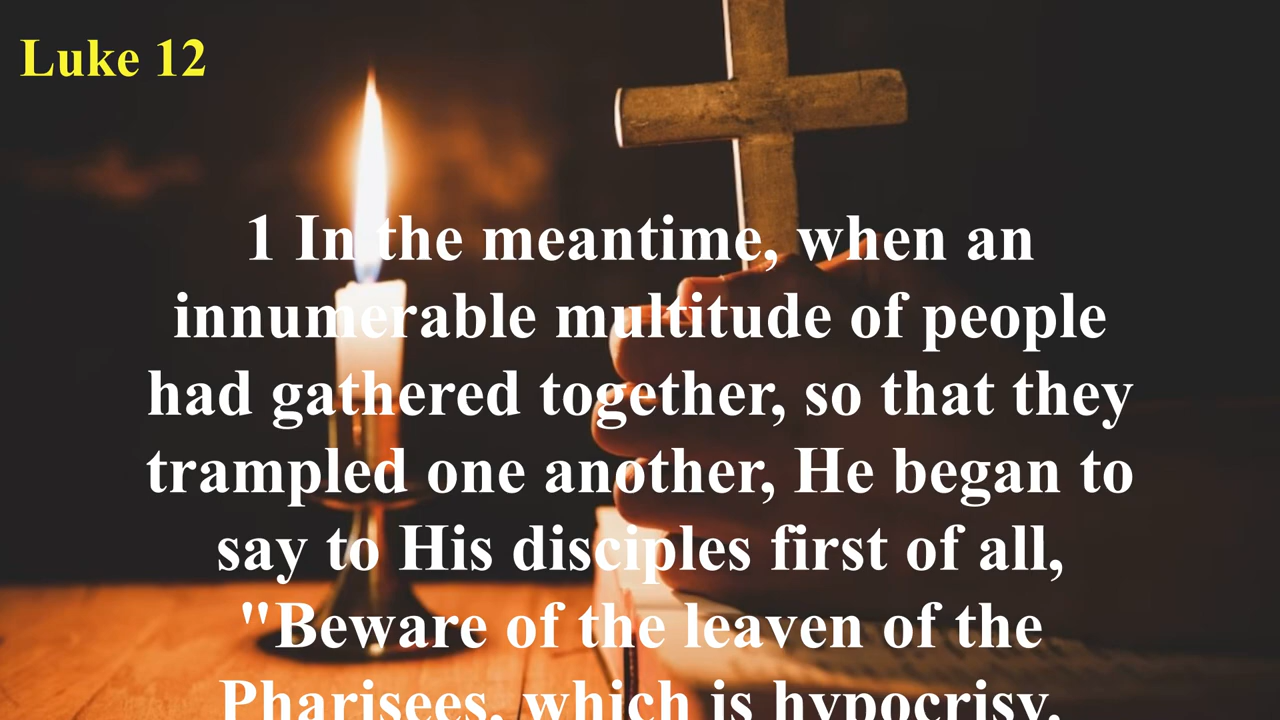 Luke 12
1 In the meantime, when an
innumerable multitude of people
had gathered together, so that they
trampled one another, He began to
say to His disciples first of all,
"Beware of the leaven of the
Pharisees, which is hypocrisy.